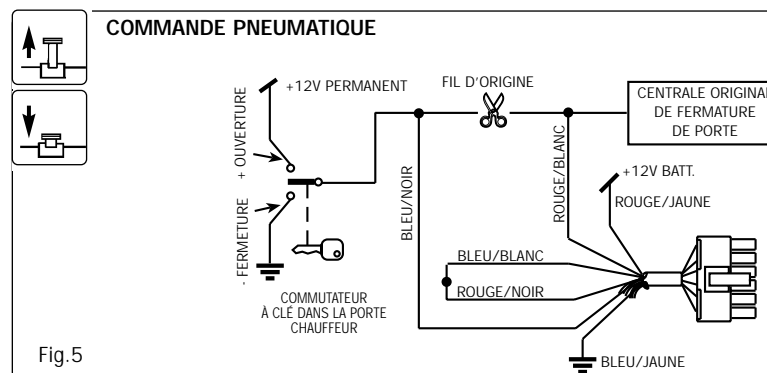 COMMANDE PNEUMATIQUE
+12V PERMANENT
FIL D'ORIGINE
CENTRALE ORIGINAL
DE FERMATURE
DE PORTE
+ OUVERTURE
- FERMETURE
BLEU/NOIR
ROUGE/BLANC
+12V BATT.
ROUGE/JAUNE
BLEU/BLANC
ROUGE/NOIR
COMMUTATEUR
À CLÉ DANS LA PORTE
CHAUFFEUR
BLEU/JAUNE
Fig.5